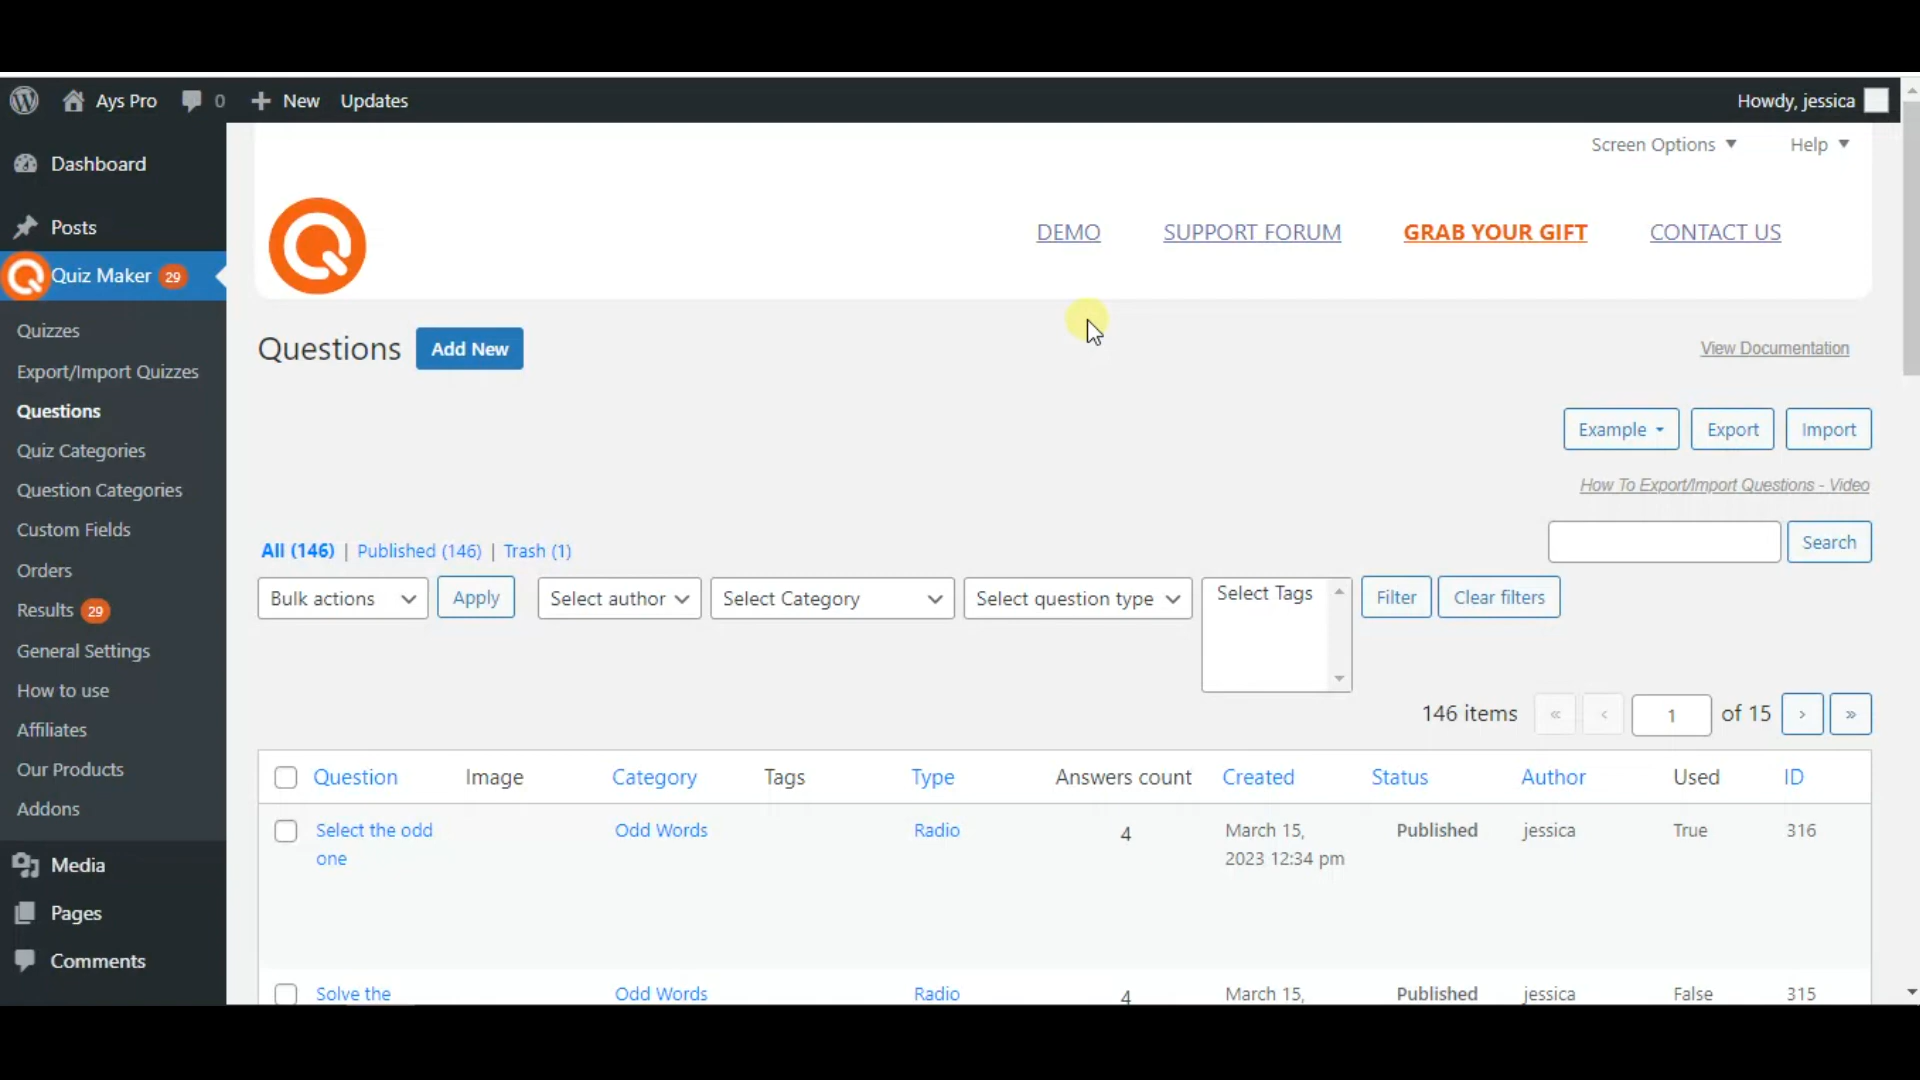 Ays Pro 0 New Updates Howdy, jessica
Screen Options Help
Dashboard
Posts
Quiz Maker 29
Quizzes
Export/Import Quizzes
Questions
Quiz Categories
Question Categories
Custom Fields
Orders
Results 29
General Settings
How to use
Affiliates
Our Products
Addons
Media
Pages
Comments
DEMO SUPPORT FORUM GRAB YOUR GIFT CONTACT US
Questions Add New View Documentation
Example Export Import
How To Export/Import Questions - Video
All (146) | Published (146) | Trash (1) Search
Bulk actions Apply Select author Select Category Select question type Select Tags Filter Clear filters
146 items « ‹ 1 of 15 › »
Question Image Category Tags Type Answers count Created Status Author Used ID
Select the odd Odd Words Radio 4 March 15, Published jessica True 316
one 2023 12:34 pm
Solve the Odd Words Radio 4 March 15, Published jessica False 315